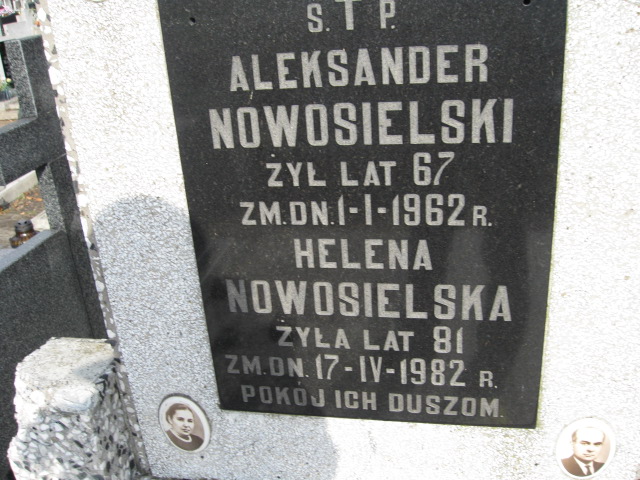 Ś. † P.
ALEKSANDER
NOWOSIELSKI
ŻYŁ LAT 67
ZM. DN. 1-I-1962 R.
HELENA
NOWOSIELSKA
ŻYŁA LAT 81
ZM. DN. 17-IV-1982 R.
POKÓJ ICH DUSZOM.